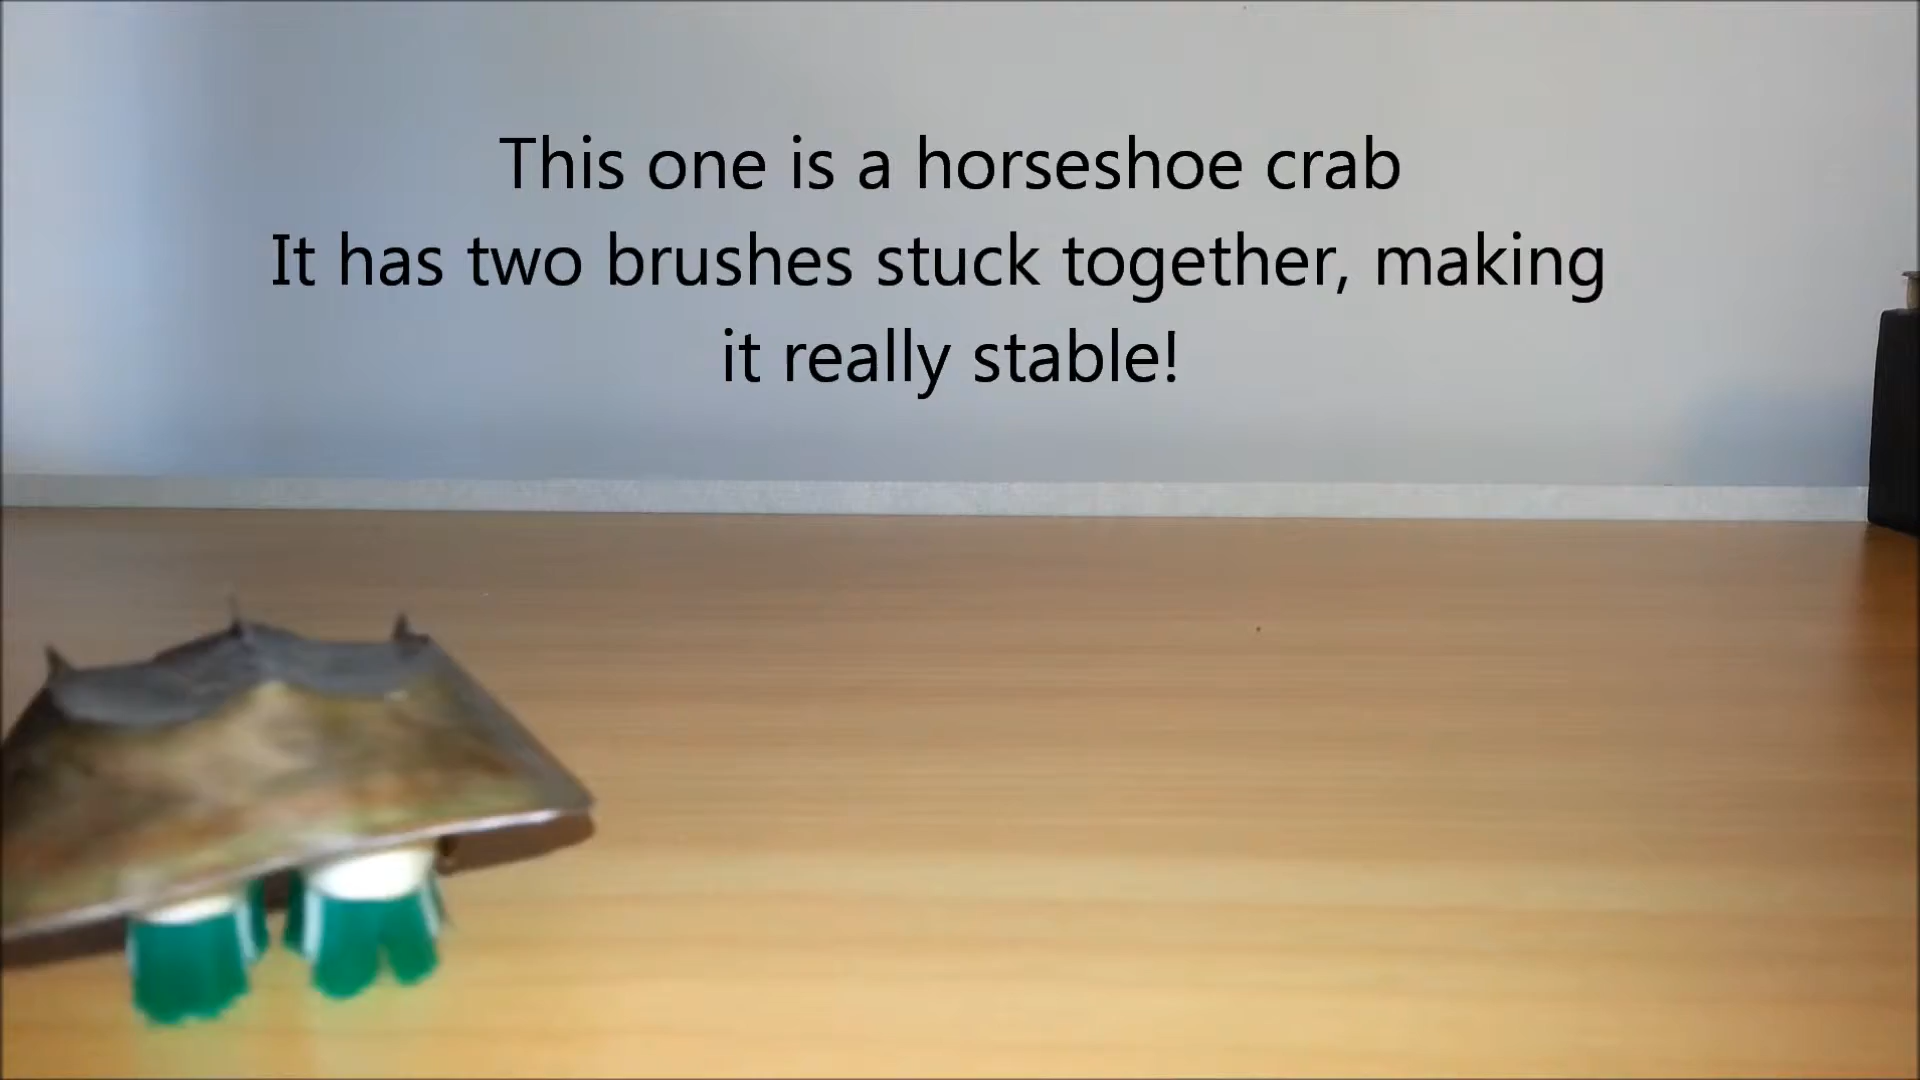 This one is a horseshoe crab
It has two brushes stuck together, making
it really stable!